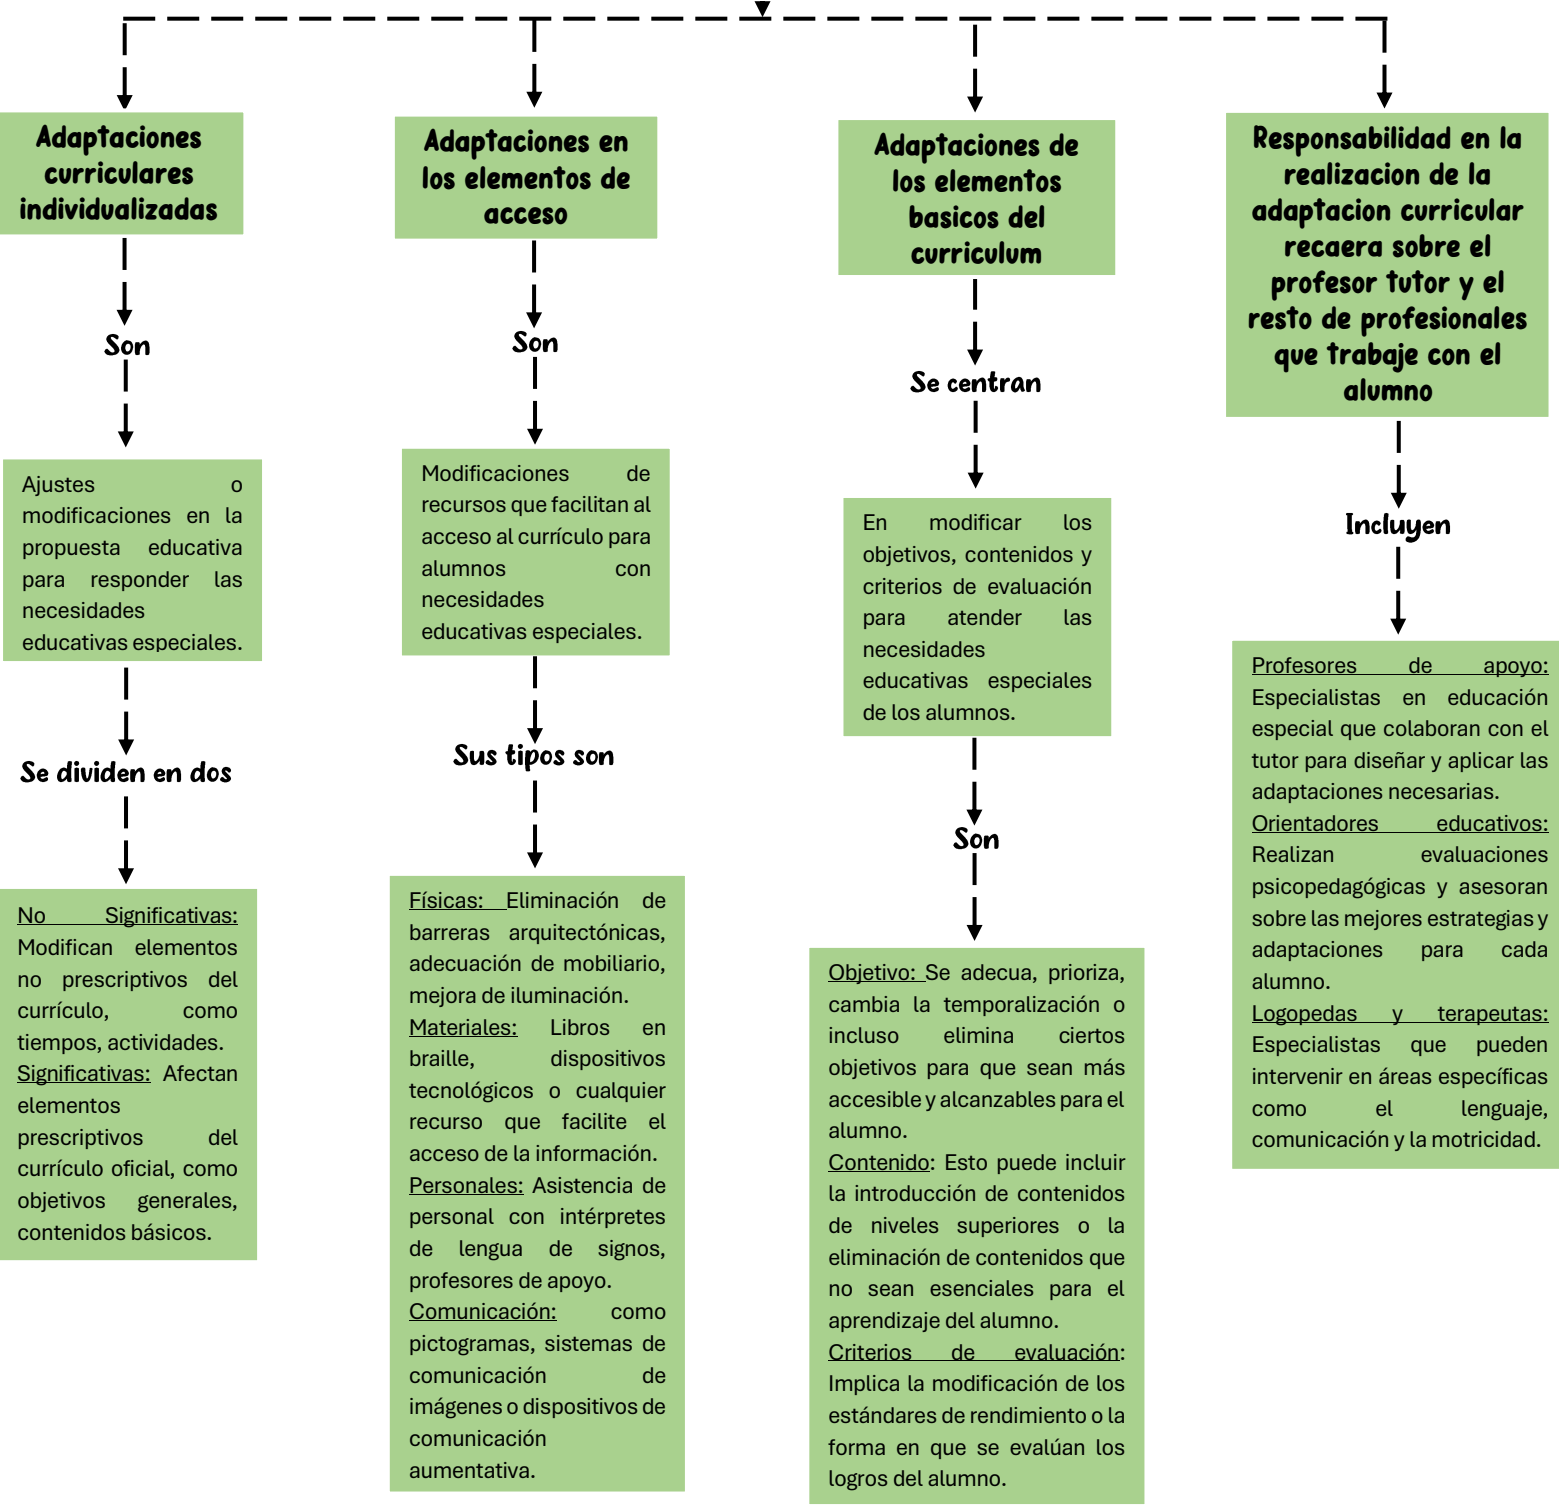 Adaptaciones
curriculares
individualizadas
Son
Ajustes o
modificaciones en la
propuesta educativa
para responder las
necesidades
educativas especiales.
Se dividen en dos
No Significativas:
Modifican elementos
no prescriptivos del
currículo, como
tiempos, actividades.
Significativas: Afectan
elementos
prescriptivos del
currículo oficial, como
objetivos generales,
contenidos básicos.
Adaptaciones en
los elementos de
acceso
Son
Modificaciones de
recursos que facilitan al
acceso al currículo para
alumnos con
necesidades
educativas especiales.
Sus tipos son
Físicas: Eliminación de
barreras arquitectónicas,
adecuación de mobiliario,
mejora de iluminación.
Materiales: Libros en
braille, dispositivos
tecnológicos o cualquier
recurso que facilite el
acceso de la información.
Personales: Asistencia de
personal con intérpretes
de lengua de signos,
profesores de apoyo.
Comunicación: como
pictogramas, sistemas de
comunicación de
imágenes o dispositivos de
comunicación
aumentativa.
Adaptaciones de
los elementos
basicos del
curriculum
Se centran
En modificar los
objetivos, contenidos y
criterios de evaluación
para atender las
necesidades
educativas especiales
de los alumnos.
Son
Objetivo: Se adecua, prioriza,
cambia la temporalización o
incluso elimina ciertos
objetivos para que sean más
accesible y alcanzables para el
alumno.
Contenido: Esto puede incluir
la introducción de contenidos
de niveles superiores o la
eliminación de contenidos que
no sean esenciales para el
aprendizaje del alumno.
Criterios de evaluación:
Implica la modificación de los
estándares de rendimiento o la
forma en que se evalúan los
logros del alumno.
Responsabilidad en la
realizacion de la
adaptacion curricular
recaera sobre el
profesor tutor y el
resto de profesionales
que trabaje con el
alumno
Incluyen
Profesores de apoyo:
Especialistas en educación
especial que colaboran con el
tutor para diseñar y aplicar las
adaptaciones necesarias.
Orientadores educativos:
Realizan evaluaciones
psicopedagógicas y asesoran
sobre las mejores estrategias y
adaptaciones para cada
alumno.
Logopedas y terapeutas:
Especialistas que pueden
intervenir en áreas específicas
como el lenguaje,
comunicación y la motricidad.